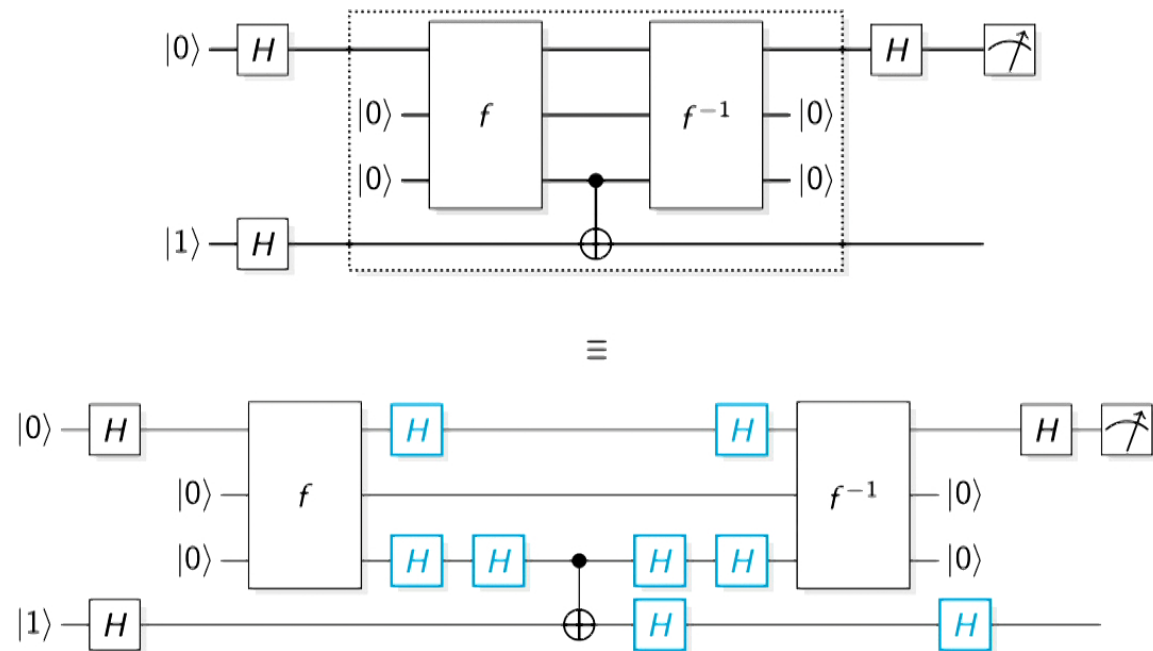 |0⟩ H H
|0⟩ f f⁻¹ |0⟩
|0⟩ |0⟩
|1⟩ H
≡
|0⟩ H H H H
|0⟩ f f⁻¹ |0⟩
|0⟩ H H H H |0⟩
|1⟩ H H H